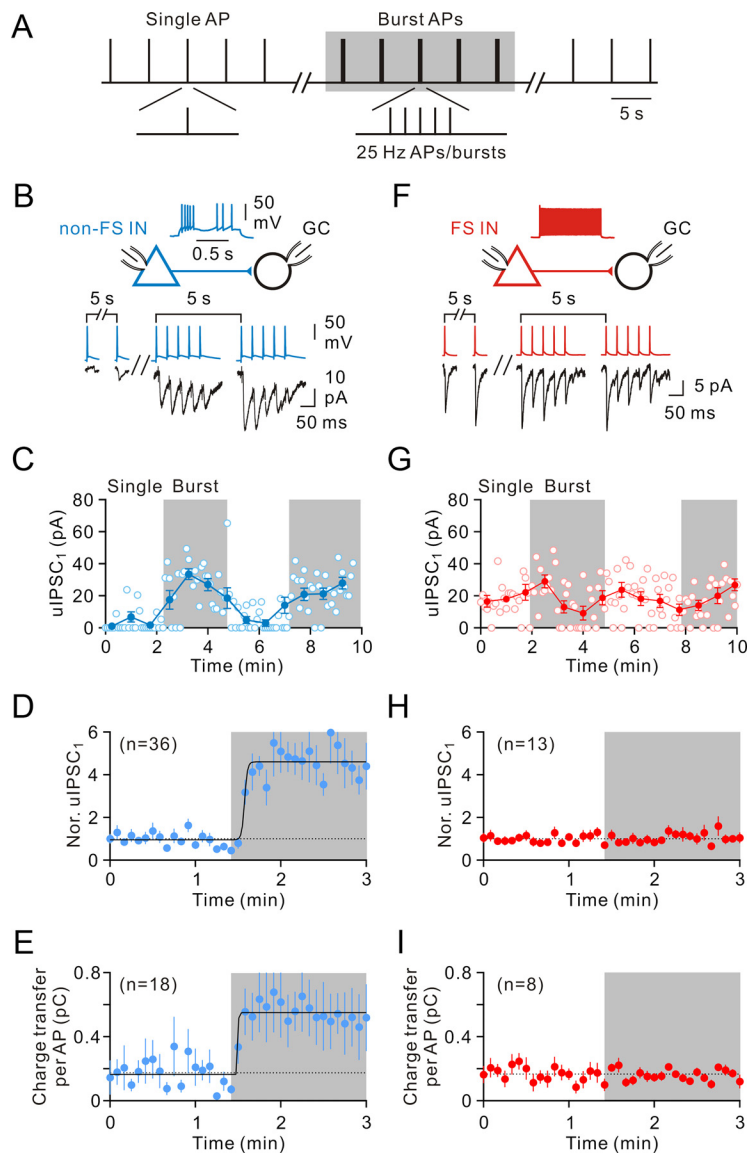 A
Single AP
Burst APs
5 s
25 Hz APs/bursts
B
50
mV
non-FS IN
GC
0.5 s
5 s
5 s
50
mV
10
pA
50 ms
F
FS IN
GC
5 s
5 s
5 pA
50 ms
C
Single Burst
80
60
40
20
0
uIPSC1 (pA)
0 2 4 6 8 10
Time (min)
G
Single Burst
80
60
40
20
0
0 2 4 6 8 10
Time (min)
uIPSC1 (pA)
D
(n=36)
6
4
2
0
Nor. uIPSC1
0 1 2 3
Time (min)
H
(n=13)
6
4
2
0
Nor. uIPSC1
0 1 2 3
Time (min)
E
(n=18)
0.8
0.4
0
Charge transfer
per AP (pC)
0 1 2 3
Time (min)
I
(n=8)
0.8
0.4
0
Charge transfer
per AP (pC)
0 1 2 3
Time (min)